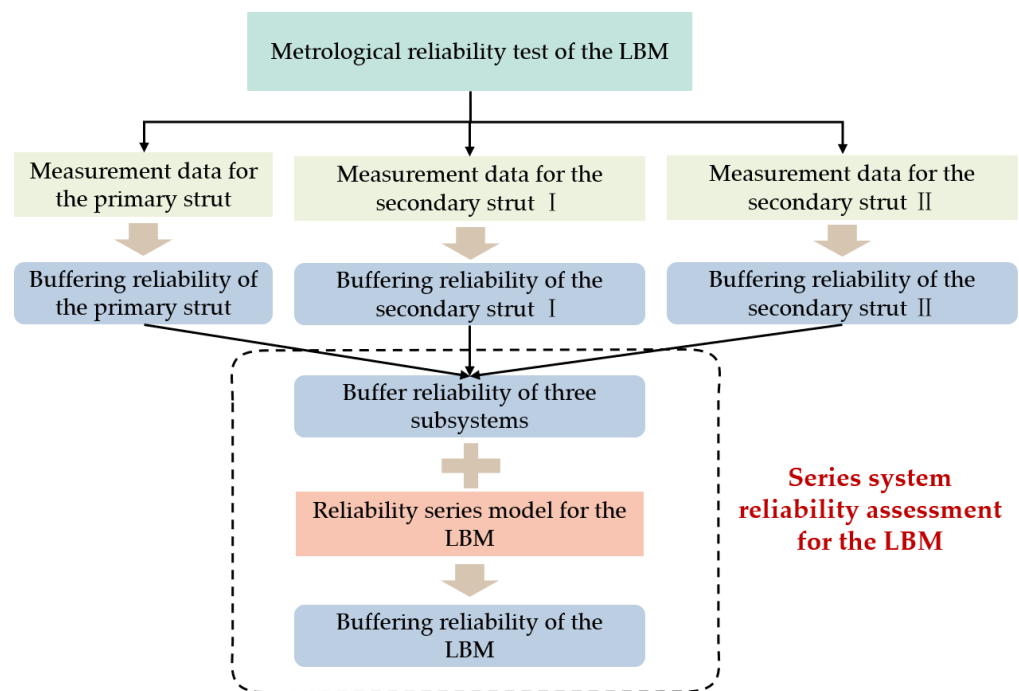 Metrological reliability test of the LBM
Measurement data for
the primary strut
Measurement data for the
secondary strut Ⅰ
Measurement data for the
secondary strut Ⅱ
Buffering reliability of
the primary strut
Buffering reliability of the
secondary strut Ⅰ
Buffering reliability of the
secondary strut Ⅱ
Buffer reliability of three
subsystems
Reliability series model for the
LBM
Buffering reliability of the
LBM
Series system
reliability assessment
for the LBM